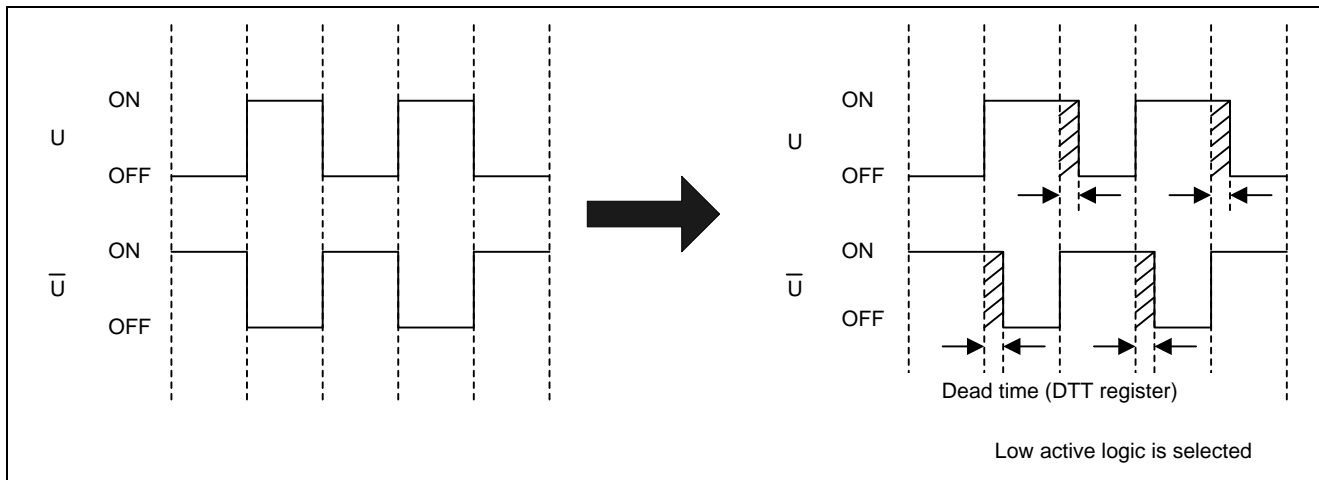 ON
U
OFF
ON
U̅
OFF
ON
U
OFF
ON
U̅
OFF
Dead time (DTT register)
Low active logic is selected